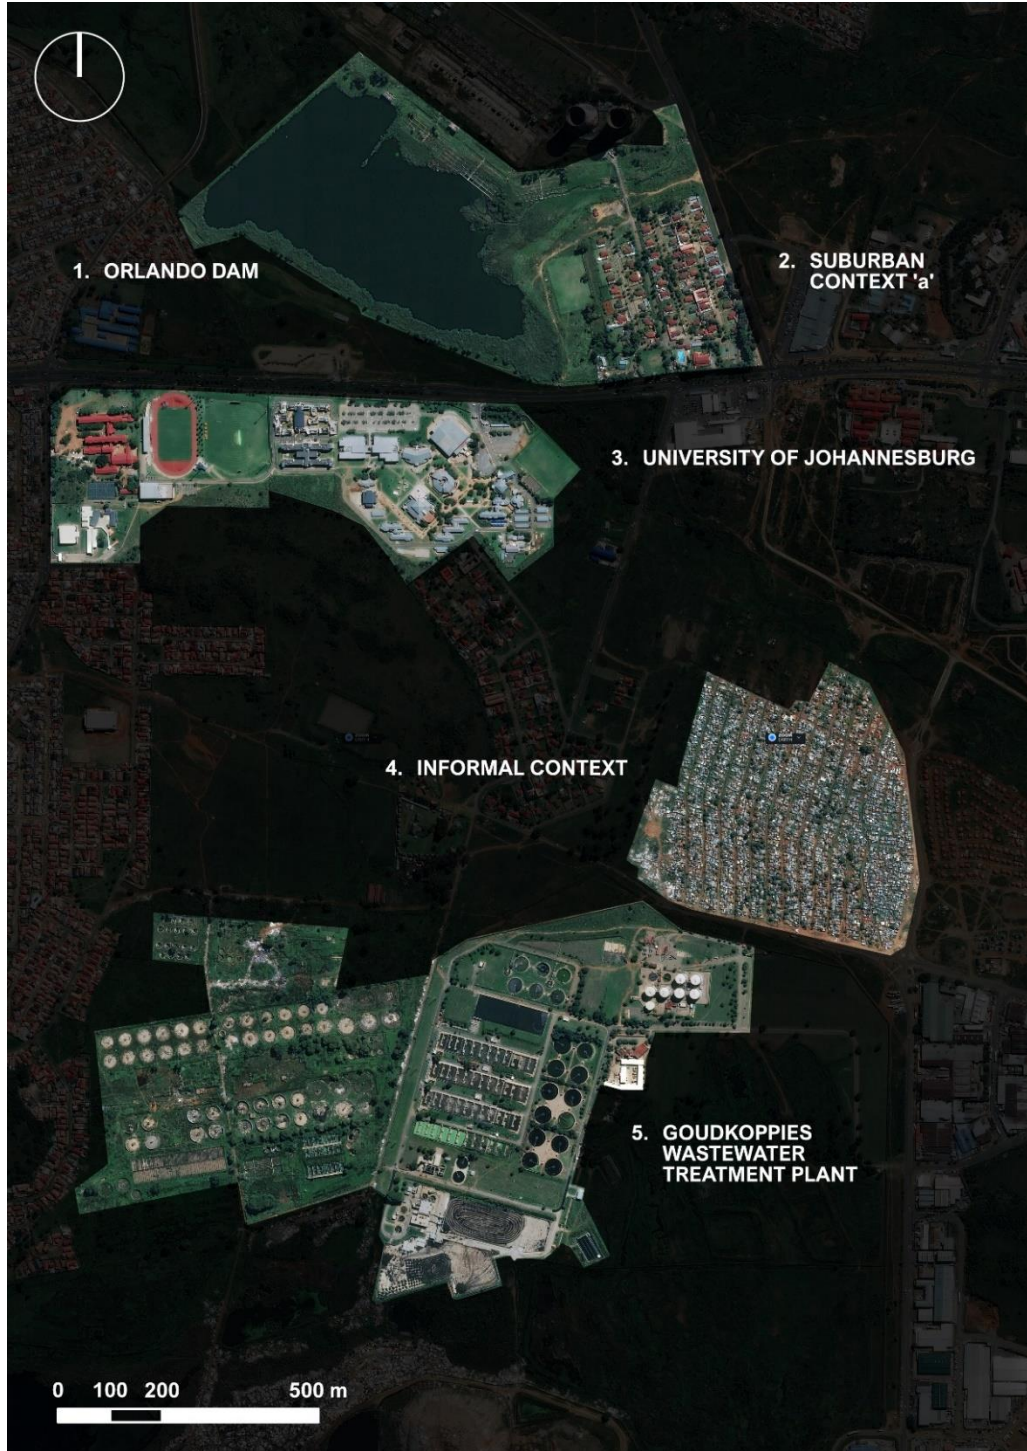 1. ORLANDO DAM
2. SUBURBAN
CONTEXT 'a'
3. UNIVERSITY OF JOHANNESBURG
4. INFORMAL CONTEXT
5. GOUDKOPPIES
WASTEWATER
TREATMENT PLANT
0 100 200 500 m